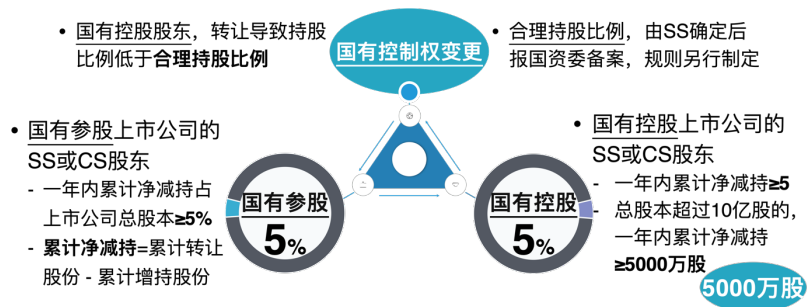 • 国有控股股东，转让导致持股
比例低于合理持股比例
国有控制权变更
• 合理持股比例，由SS确定后
报国资委备案，规则另行制定
• 国有参股上市公司的
SS或CS股东
- 一年内累计净减持占
上市公司总股本≥5%
- 累计净减持=累计转让
股份 - 累计增持股份
国有参股
5%
国有控股
5%
• 国有控股上市公司的
SS或CS股东
- 一年内累计净减持≥5
- 总股本超过10亿股的，
一年内累计净减持
≥5000万股
5000万股